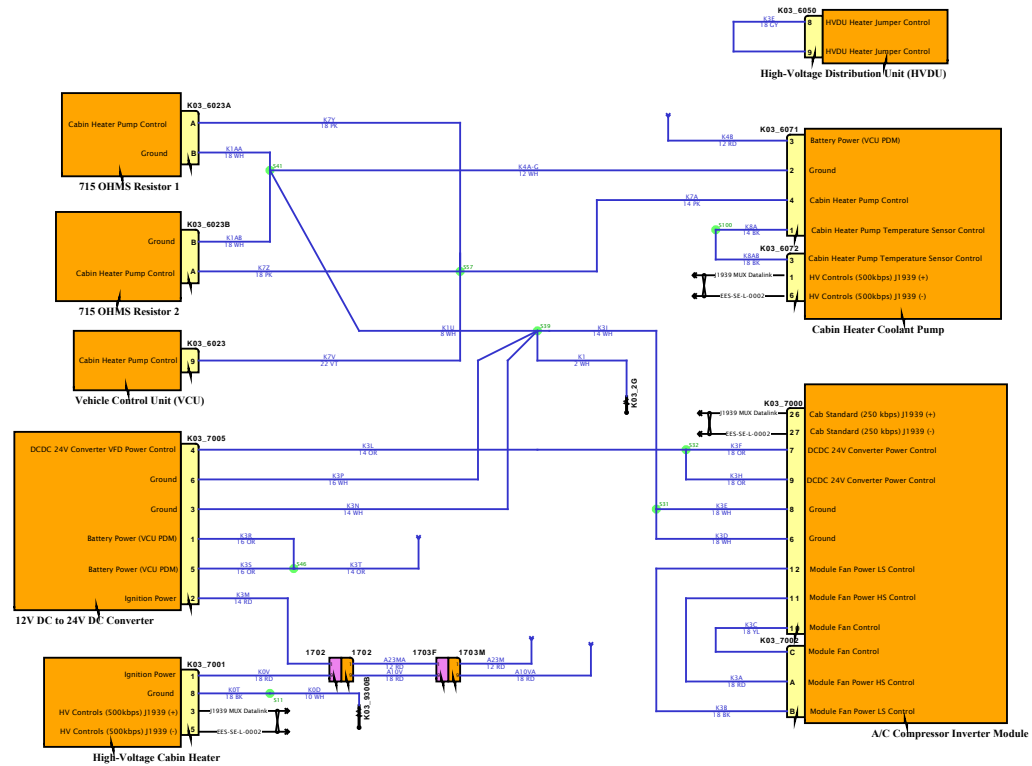 K03_6050
K3E
18 GY
8
HVDU Heater Jumper Control
9
HVDU Heater Jumper Control
High-Voltage Distribution Unit (HVDU)
K03_6023A
Cabin Heater Pump Control
A
K7Y
18 PK
Ground
B
K1AA
18 WH
715 OHMS Resistor 1
S41
K4A-G
12 WH
K03_6071
K4B
12 RD
3
Battery Power (VCU PDM)
2
Ground
K7A
14 PK
4
Cabin Heater Pump Control
S100
K8A
14 BK
1
Cabin Heater Pump Temperature Sensor Control
K03_6072
K8AB
18 BK
3
Cabin Heater Pump Temperature Sensor Control
J1939 MUX Datalink
1
HV Controls (500kbps) J1939 (+)
EES-SE-L-0002
6
HV Controls (500kbps) J1939 (-)
Cabin Heater Coolant Pump
K03_6023B
Ground
B
K1AB
18 WH
Cabin Heater Pump Control
A
K7Z
18 PK
S57
715 OHMS Resistor 2
K03_6023
Cabin Heater Pump Control
9
K7V
22 VT
Vehicle Control Unit (VCU)
K1U
8 WH
S39
K3J
14 WH
K1
2 WH
K03_2G
K03_7005
DCDC 24V Converter VFD Power Control
4
K3L
14 OR
Ground
6
K3P
16 WH
Ground
3
K3N
14 WH
Battery Power (VCU PDM)
1
K3R
16 OR
Battery Power (VCU PDM)
5
K3S
16 OR
S46
K3T
14 OR
Ignition Power
2
K3M
14 RD
12V DC to 24V DC Converter
K03_7000
J1939 MUX Datalink
26
Cab Standard (250 kbps) J1939 (+)
EES-SE-L-0002
27
Cab Standard (250 kbps) J1939 (-)
S32
K3F
18 OR
7
DCDC 24V Converter Power Control
K3H
18 OR
9
DCDC 24V Converter Power Control
S31
K3E
18 WH
8
Ground
K3D
18 WH
6
Ground
12
Module Fan Power LS Control
11
Module Fan Power HS Control
K3C
18 YL
10
Module Fan Control
K03_7002
C
Module Fan Control
K3A
18 RD
A
Module Fan Power HS Control
K3B
18 BK
B
Module Fan Power LS Control
A/C Compressor Inverter Module
K03_7001
Ignition Power
1
K0V
18 RD
Ground
8
K0T
18 BK
S11
K0D
10 WH
K03_9300B
HV Controls (500kbps) J1939 (+)
3
J1939 MUX Datalink
HV Controls (500kbps) J1939 (-)
5
EES-SE-L-0002
High-Voltage Cabin Heater
1702
1702
A23MA
12 RD
A10V
18 RD
1703F
1703M
A23M
12 RD
A10VA
18 RD